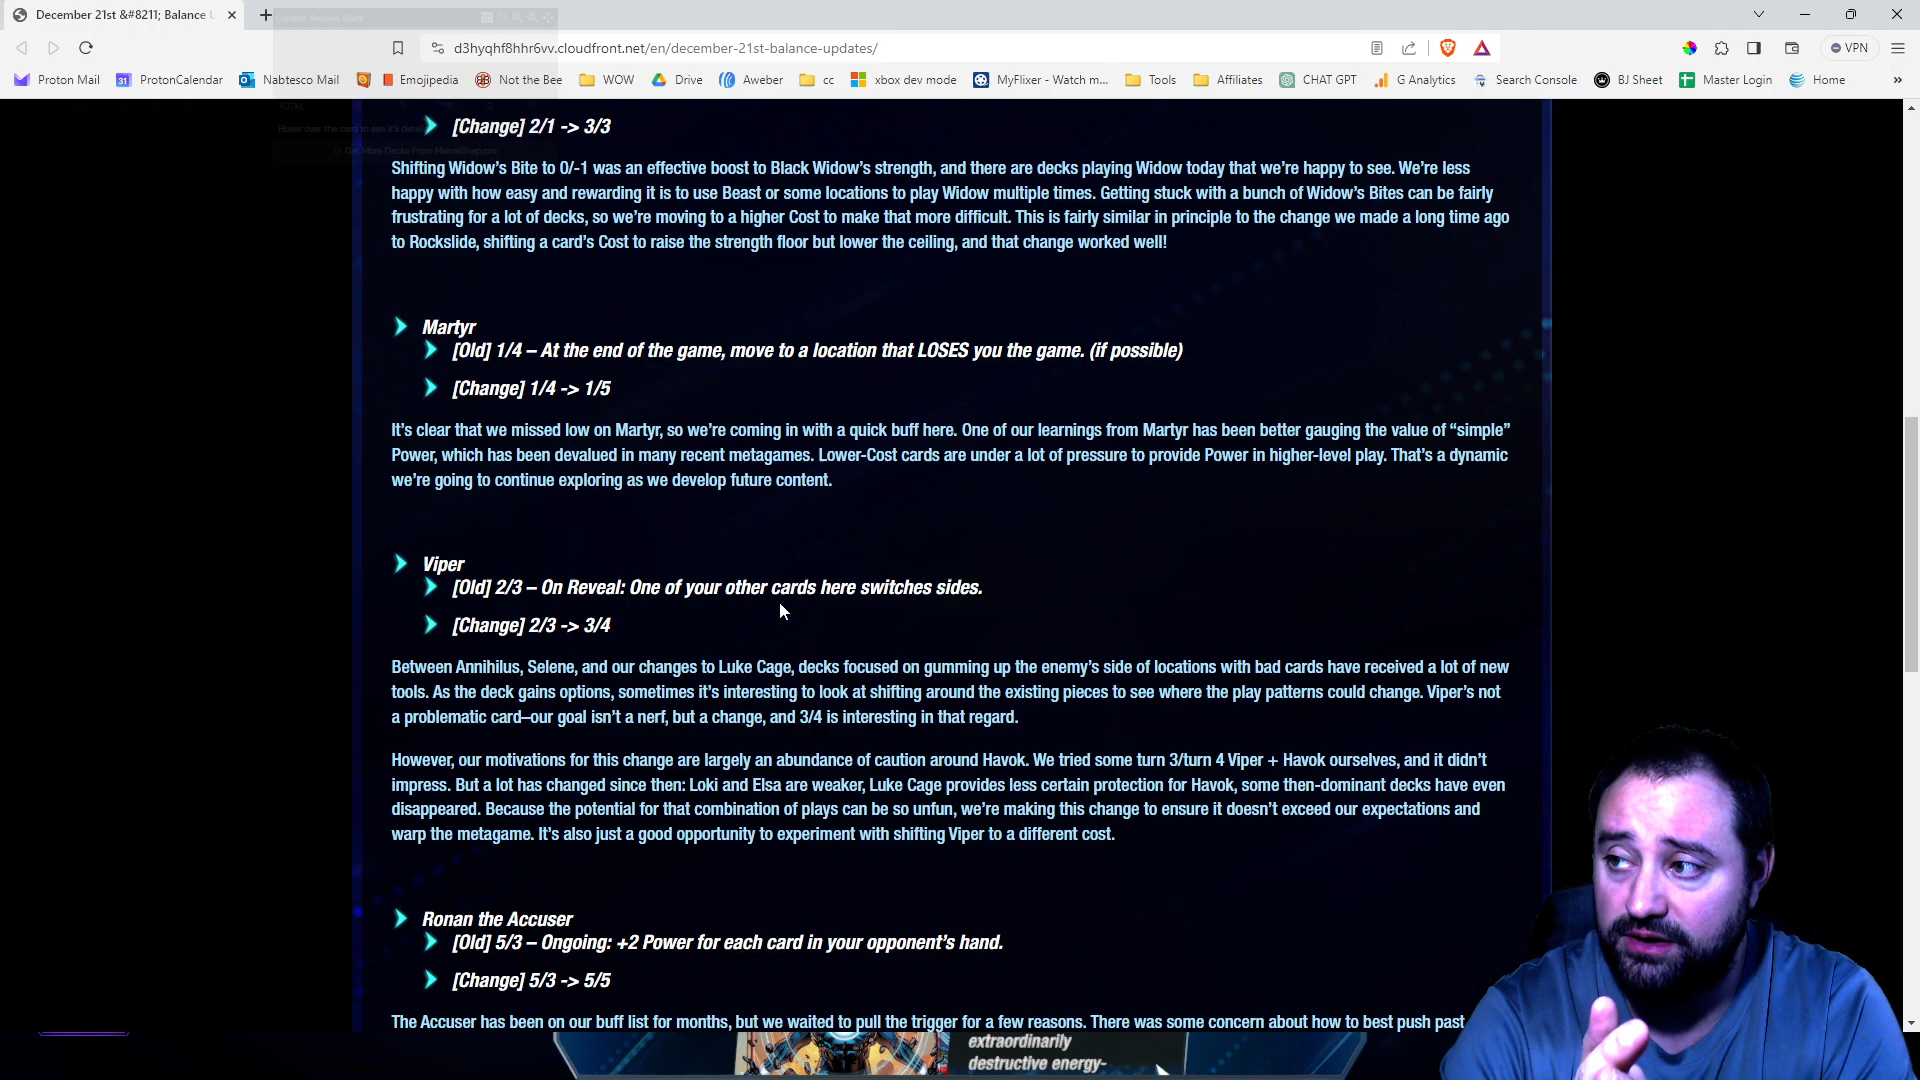 December 21st &#8211; Balance U
d3hyqhf8hhr6vv.cloudfront.net/en/december-21st-balance-updates/
VPN
Proton Mail
31 ProtonCalendar
Nabtesco Mail
Emojipedia
Not the Bee
WOW
Drive
Aweber
cc
xbox dev mode
MyFlixer - Watch m...
Tools
Affiliates
CHAT GPT
G Analytics
Search Console
BJ Sheet
Master Login
Home
»
Hover over the card to see it's detai
Get More Decks From MarvelSnap.pro
[Change] 2/1 -> 3/3
Shifting Widow’s Bite to 0/-1 was an effective boost to Black Widow’s strength, and there are decks playing Widow today that we’re happy to see. We’re less
happy with how easy and rewarding it is to use Beast or some locations to play Widow multiple times. Getting stuck with a bunch of Widow’s Bites can be fairly
frustrating for a lot of decks, so we’re moving to a higher Cost to make that more difficult. This is fairly similar in principle to the change we made a long time ago
to Rockslide, shifting a card’s Cost to raise the strength floor but lower the ceiling, and that change worked well!
Martyr
[Old] 1/4 – At the end of the game, move to a location that LOSES you the game. (if possible)
[Change] 1/4 -> 1/5
It’s clear that we missed low on Martyr, so we’re coming in with a quick buff here. One of our learnings from Martyr has been better gauging the value of “simple”
Power, which has been devalued in many recent metagames. Lower-Cost cards are under a lot of pressure to provide Power in higher-level play. That’s a dynamic
we’re going to continue exploring as we develop future content.
Viper
[Old] 2/3 – On Reveal: One of your other cards here switches sides.
[Change] 2/3 -> 3/4
Between Annihilus, Selene, and our changes to Luke Cage, decks focused on gumming up the enemy’s side of locations with bad cards have received a lot of new
tools. As the deck gains options, sometimes it’s interesting to look at shifting around the existing pieces to see where the play patterns could change. Viper’s not
a problematic card–our goal isn’t a nerf, but a change, and 3/4 is interesting in that regard.
However, our motivations for this change are largely an abundance of caution around Havok. We tried some turn 3/turn 4 Viper + Havok ourselves, and it didn’t
impress. But a lot has changed since then: Loki and Elsa are weaker, Luke Cage provides less certain protection for Havok, some then-dominant decks have even
disappeared. Because the potential for that combination of plays can be so unfun, we’re making this change to ensure it doesn’t exceed our expectations and
warp the metagame. It’s also just a good opportunity to experiment with shifting Viper to a different cost.
Ronan the Accuser
[Old] 5/3 – Ongoing: +2 Power for each card in your opponent’s hand.
[Change] 5/3 -> 5/5
The Accuser has been on our buff list for months, but we waited to pull the trigger for a few reasons. There was some concern about how to best push past
extraordinarily
destructive energy-